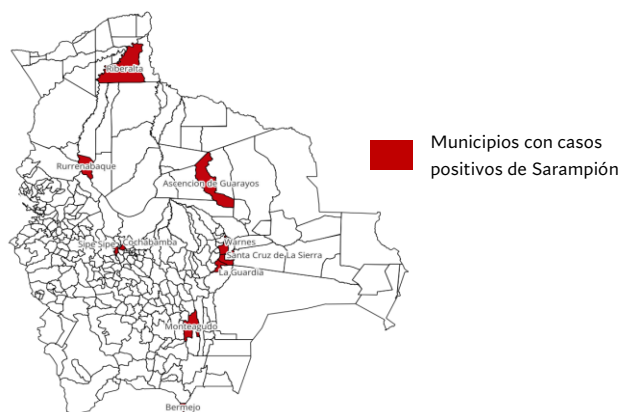 Riberalta
Municipios con casos
positivos de Sarampión
Rurrenabaque
Ascencion de Guarayos
Sipe Sipe
Cochabamba
Warnes
Santa Cruz de La Sierra
La Guardia
Monteagudo
Bermejo